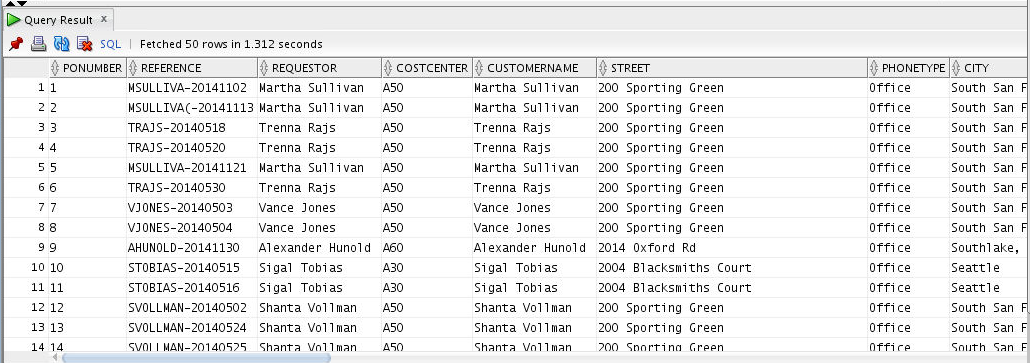 Query Result x
SQL | Fetched 50 rows in 1.312 seconds
PONUMBER REFERENCE REQUESTOR COSTCENTER CUSTOMERNAME STREET PHONETYPE CITY
1 1 MSULLIVA-20141102 Martha Sullivan A50 Martha Sullivan 200 Sporting Green Office South San F
2 2 MSULLIVA(-20141113 Martha Sullivan A50 Martha Sullivan 200 Sporting Green Office South San F
3 3 TRAJS-20140518 Trenna Rajs A50 Trenna Rajs 200 Sporting Green Office South San F
4 4 TRAJS-20140520 Trenna Rajs A50 Trenna Rajs 200 Sporting Green Office South San F
5 5 MSULLIVA-20141121 Martha Sullivan A50 Martha Sullivan 200 Sporting Green Office South San F
6 6 TRAJS-20140530 Trenna Rajs A50 Trenna Rajs 200 Sporting Green Office South San F
7 7 VJONES-20140503 Vance Jones A50 Vance Jones 200 Sporting Green Office South San F
8 8 VJONES-20140504 Vance Jones A50 Vance Jones 200 Sporting Green Office South San F
9 9 AHUNOLD-20141130 Alexander Hunold A60 Alexander Hunold 2014 Oxford Rd Office Southlake,
10 10 STOBIAS-20140515 Sigal Tobias A30 Sigal Tobias 2004 Blacksmiths Court Office Seattle
11 11 STOBIAS-20140516 Sigal Tobias A30 Sigal Tobias 2004 Blacksmiths Court Office Seattle
12 12 SVOLLMAN-20140502 Shanta Vollman A50 Shanta Vollman 200 Sporting Green Office South San F
13 13 SVOLLMAN-20140524 Shanta Vollman A50 Shanta Vollman 200 Sporting Green Office South San F
14 14 SVOLLMAN-20140525 Shanta Vollman A50 Shanta Vollman 200 Sporting Green Office South San F